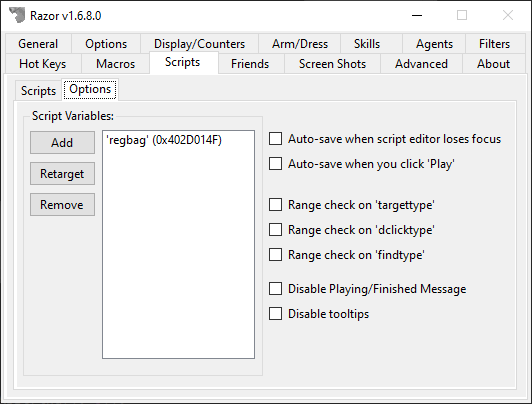 Razor v1.6.8.0
General Options Display/Counters Arm/Dress Skills Agents Filters
Hot Keys Macros Scripts Friends Screen Shots Advanced About
Scripts Options
Script Variables:
Add
Retarget
Remove
'regbag' (0x402D014F)
Auto-save when script editor loses focus
Auto-save when you click 'Play'
Range check on 'targettype'
Range check on 'dclicktype'
Range check on 'findtype'
Disable Playing/Finished Message
Disable tooltips